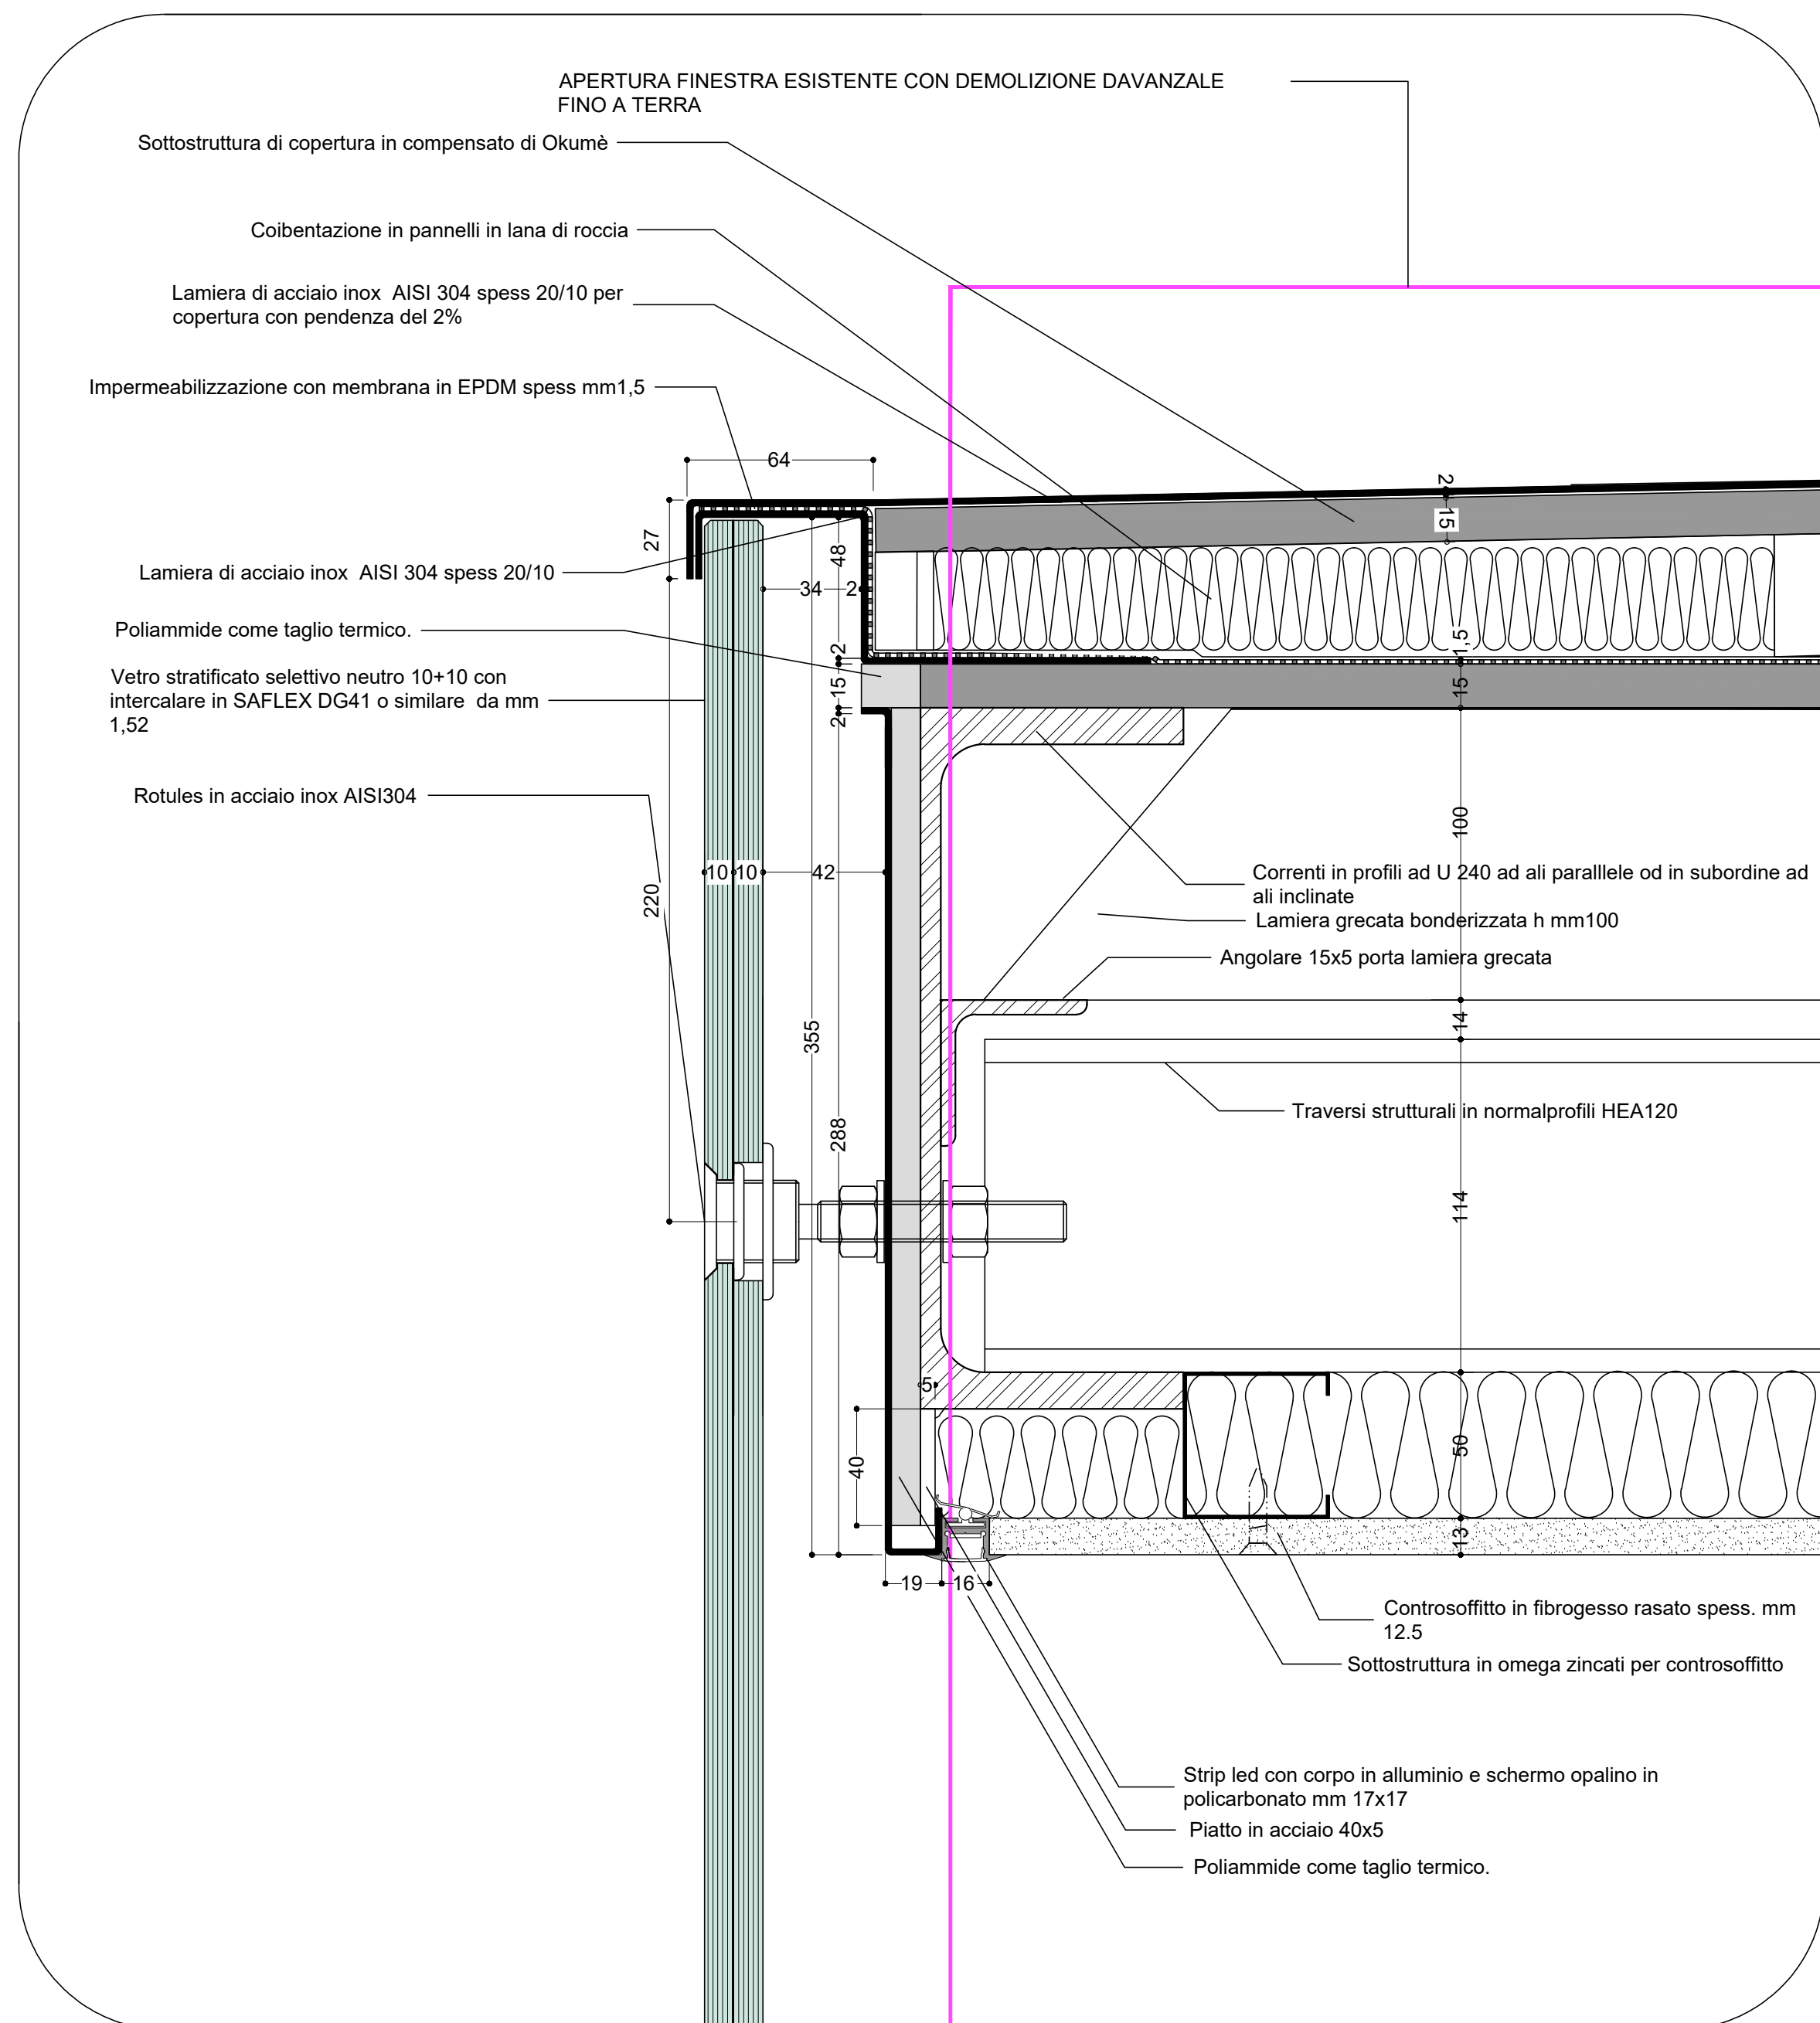 APERTURA FINESTRA ESISTENTE CON DEMOLIZIONE DAVANZALE
FINO A TERRA
Sottostruttura di copertura in compensato di Okumè
Coibentazione in pannelli in lana di roccia
Lamiera di acciaio inox  AISI 304 spess 20/10 per
copertura con pendenza del 2%
Impermeabilizzazione con membrana in EPDM spess mm1,5
64
2
15
27
48
Lamiera di acciaio inox  AISI 304 spess 20/10
34
2
Poliammide come taglio termico.
2
1,5
Vetro stratificato selettivo neutro 10+10 con
intercalare in SAFLEX DG41 o similare  da mm
1,52
15
15
2
Rotules in acciaio inox AISI304
100
10
10
42
220
Correnti in profili ad U 240 ad ali paralllele od in subordine ad
ali inclinate
Lamiera grecata bonderizzata h mm100
Angolare 15x5 porta lamiera grecata
14
355
Traversi strutturali in normalprofili HEA120
288
114
5
50
40
13
19
16
Controsoffitto in fibrogesso rasato spess. mm
12.5
Sottostruttura in omega zincati per controsoffitto
Strip led con corpo in alluminio e schermo opalino in
policarbonato mm 17x17
Piatto in acciaio 40x5
Poliammide come taglio termico.